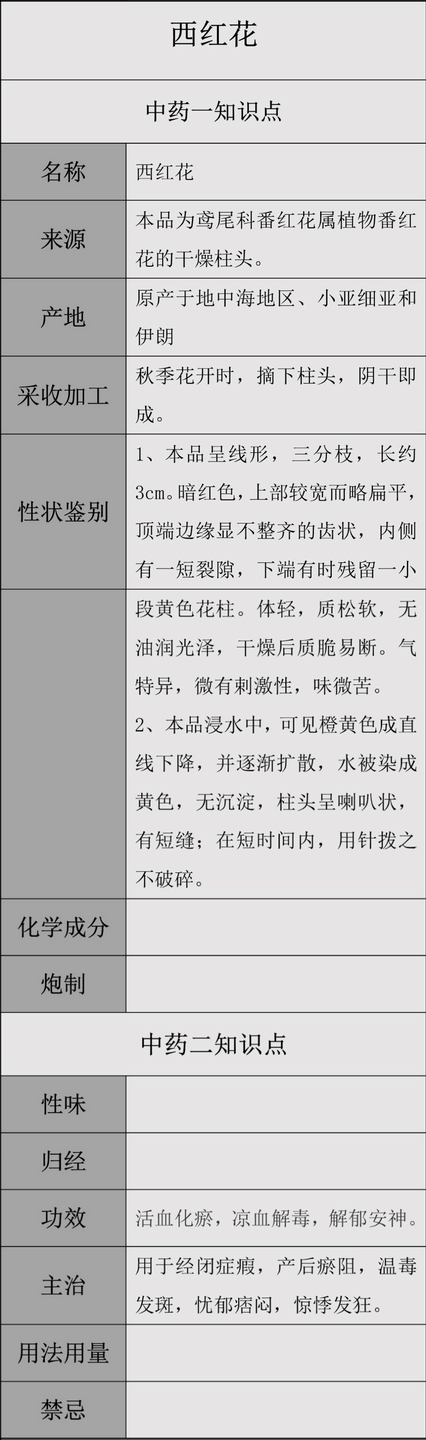 西红花
中药一知识点
名称
西红花
来源
本品为鸢尾科番红花属植物番红
花的干燥柱头。
产地
原产于地中海地区、小亚细亚和
伊朗
采收加工
秋季花开时，摘下柱头，阴干即
成。
性状鉴别
1、本品呈线形，三分枝，长约
3cm。暗红色，上部较宽而略扁平，
顶端边缘显不整齐的齿状，内侧
有一短裂隙，下端有时残留一小
段黄色花柱。体轻，质松软，无
油润光泽，干燥后质脆易断。气
特异，微有刺激性，味微苦。
2、本品浸水中，可见橙黄色成直
线下降，并逐渐扩散，水被染成
黄色，无沉淀，柱头呈喇叭状，
有短缝；在短时间内，用针拨之
不破碎。
化学成分
炮制
中药二知识点
性味
归经
功效
活血化瘀，凉血解毒，解郁安神。
主治
用于经闭症瘕，产后瘀阻，温毒
发斑，忧郁痞闷，惊悸发狂。
用法用量
禁忌